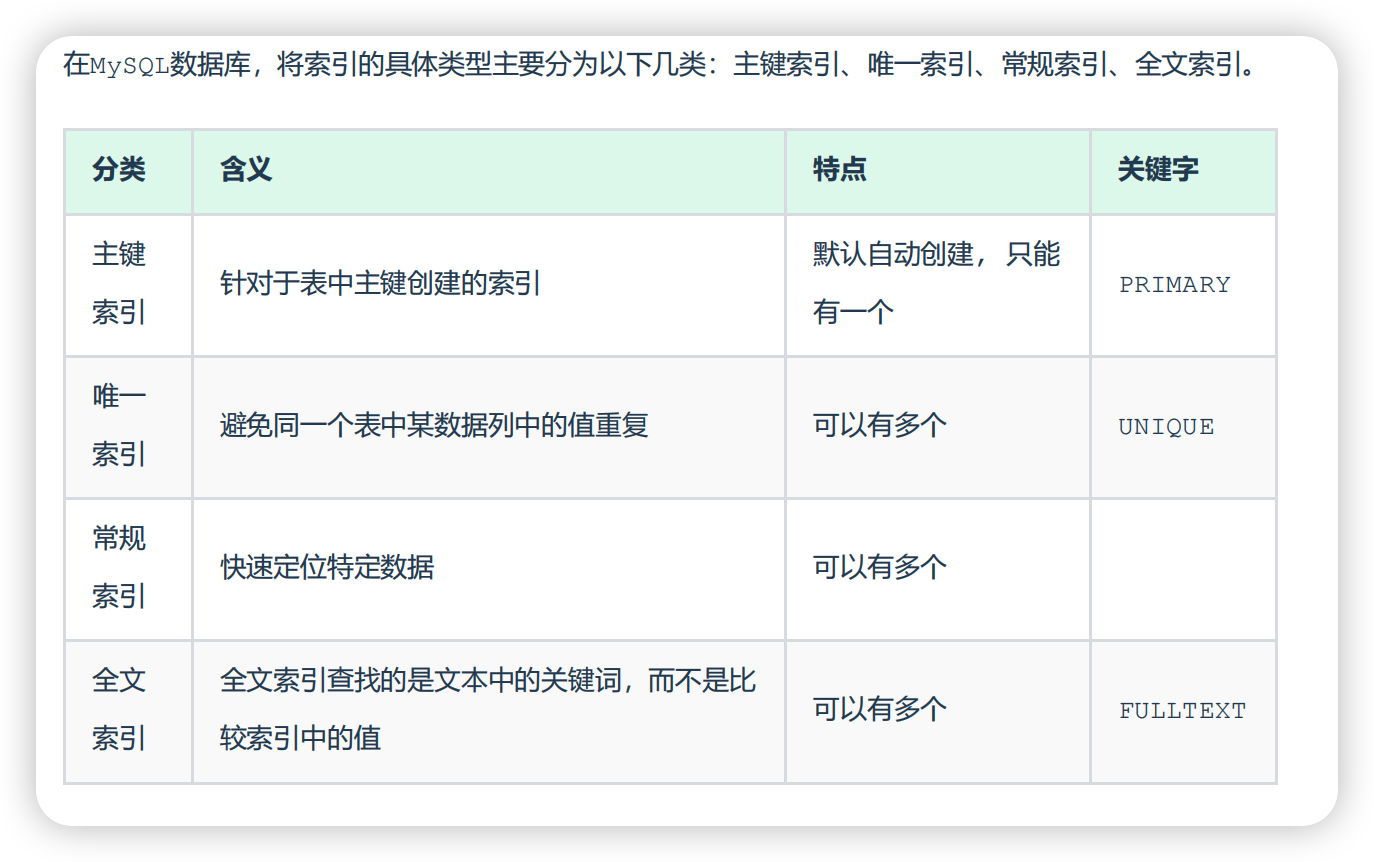 在MySQL数据库，将索引的具体类型主要分为以下几类：主键索引、唯一索引、常规索引、全文索引。
分类 含义 特点 关键字
主键
索引
针对于表中主键创建的索引
默认自动创建， 只能
有一个
PRIMARY
唯一
索引
避免同一个表中某数据列中的值重复
可以有多个
UNIQUE
常规
索引
快速定位特定数据
可以有多个
全文
索引
全文索引查找的是文本中的关键词，而不是比
较索引中的值
可以有多个
FULLTEXT